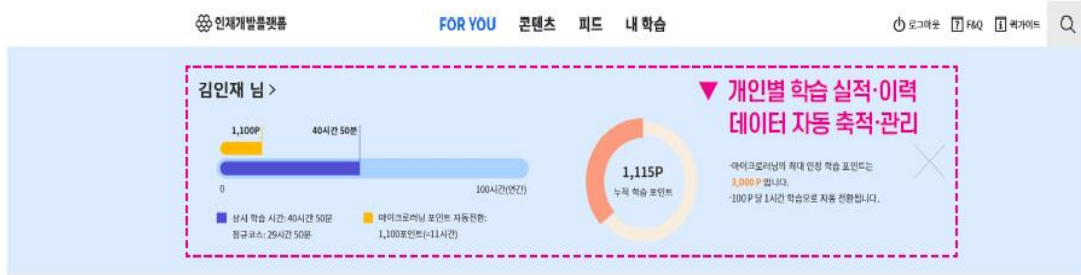 인재개발플랫폼
FOR YOU 콘텐츠 피드 내 학습
로그아웃 ? F&Q i 퀵가이드
김인재 님 >
▼ 개인별 학습 실적·이력
데이터 자동 축적·관리
1,100P 40시간 50분
0 100시간(연간)
상시 학습 시간: 40시간 50분
정규코스: 29시간 50분
마이크로러닝 포인트 자동전환:
1,100포인트(=11시간)
1,115P
누적 학습 포인트
-마이크로러닝의 최대 인정 학습 포인트는
3,000 P 입니다.
-100 P 당 1시간 학습으로 자동 전환됩니다.